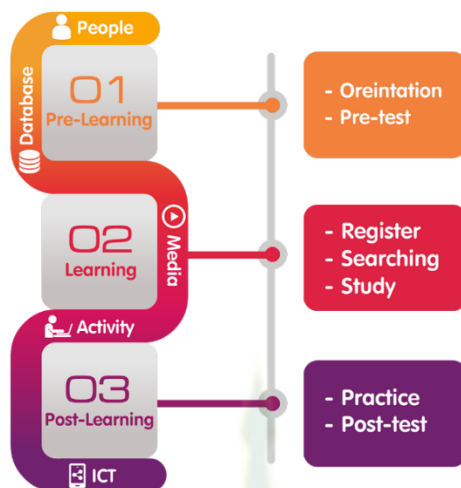 People
Database
01
Pre-Learning
- Oreintation
- Pre-test
02
Learning
Media
- Register
- Searching
- Study
Activity
03
Post-Learning
- Practice
- Post-test
ICT